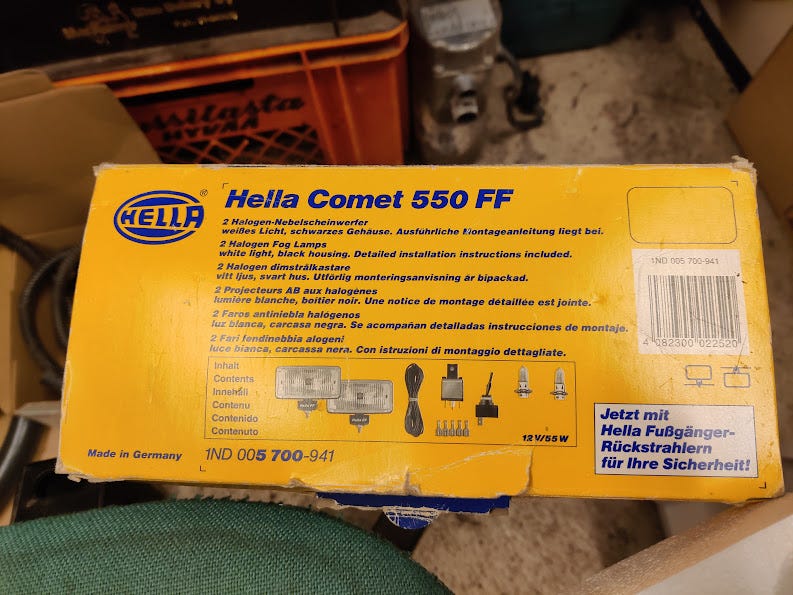 HELLA ®
Hella Comet 550 FF
2 Halogen-Nebelscheinwerfer
weißes Licht, schwarzes Gehäuse. Ausführliche Montageanleitung liegt bei.
2 Halogen Fog Lamps
white light, black housing. Detailed installation instructions included.
2 Halogen dimstrålkastare
vitt ljus, svart hus. Utförlig monteringsanvisning är bipackad.
2 Projecteurs AB aux halogènes
lumière blanche, boîtier noir. Une notice de montage détaillée est jointe.
2 Faros antiniebla halógenos
luz blanca, carcasa negra. Se acompañan detalladas instrucciones de montaje.
2 Fari fendinebbia alogeni
luce bianca, carcassa nera. Con istruzioni di montaggio dettagliate.
1ND 005 700-941
4 082300 022520
Inhalt
Contents
Innehåll
Contenu
Contenido
Contenuto
Hella FF
Hella FF
12 V/55 W
Made in Germany
1ND 005 700-941
Jetzt mit
Hella Fußgänger-
Rückstrahlern
für Ihre Sicherheit!